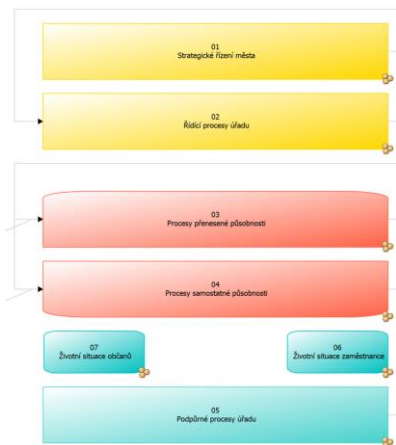 01
Strategické řízení města
02
Řídící procesy úřadu
03
Procesy přenesené působnosti
04
Procesy samostatné působnosti
07
Životní situace občanů
06
Životní situace zaměstnance
05
Podpůrné procesy úřadu